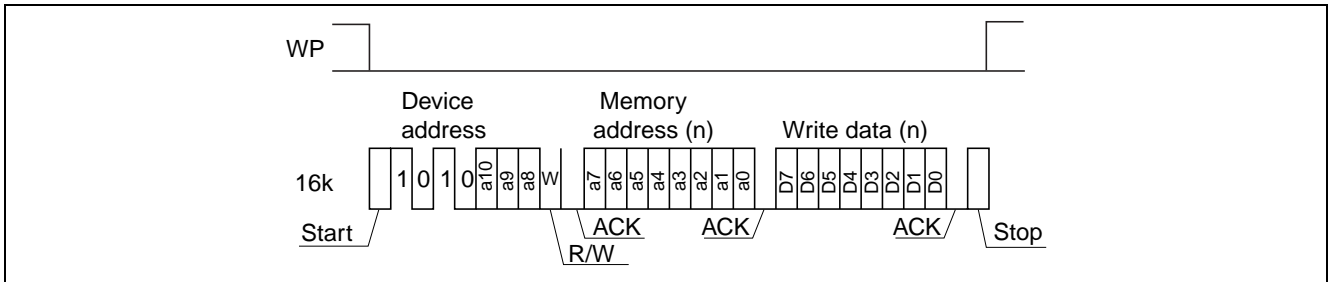 WP
Device address
Memory address (n)
Write data (n)
16k
1 0 1 0 a10 a9 a8 W a7 a6 a5 a4 a3 a2 a1 a0 D7 D6 D5 D4 D3 D2 D1 D0
Start
ACK
ACK
ACK
Stop
R/W